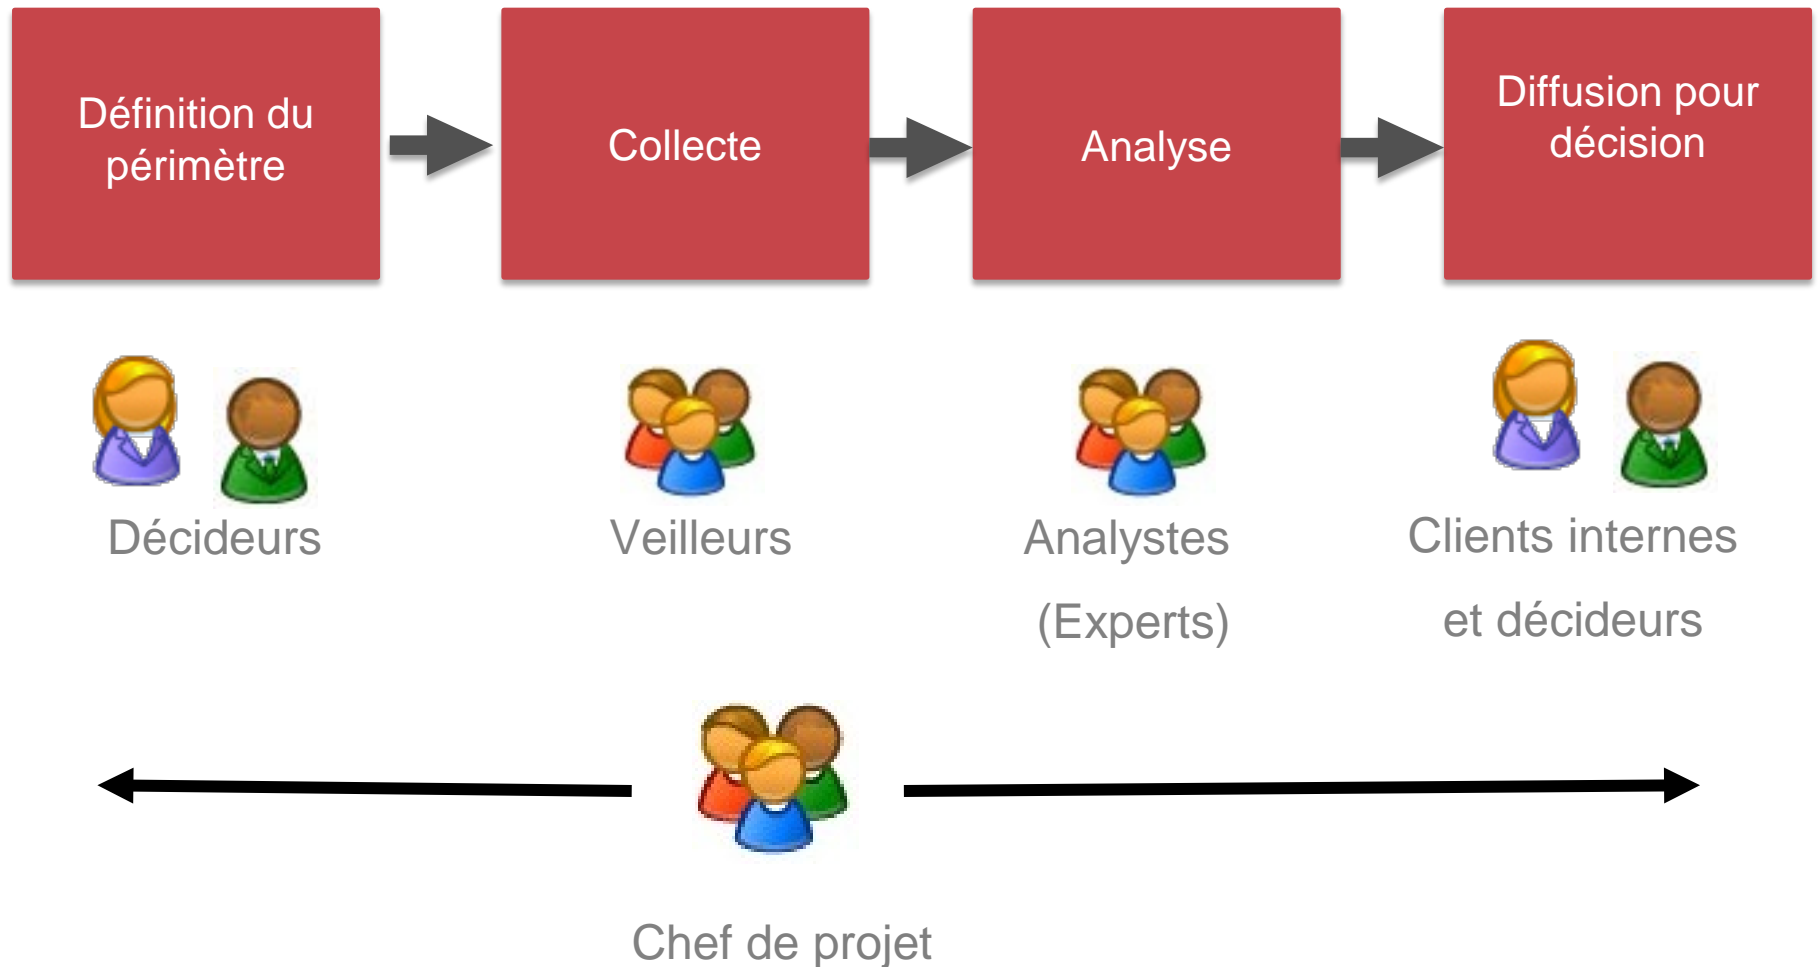 Définition du
périmètre
Collecte
Analyse
Diffusion pour
décision
Décideurs
Veilleurs
Analystes
(Experts)
Clients internes
et décideurs
Chef de projet